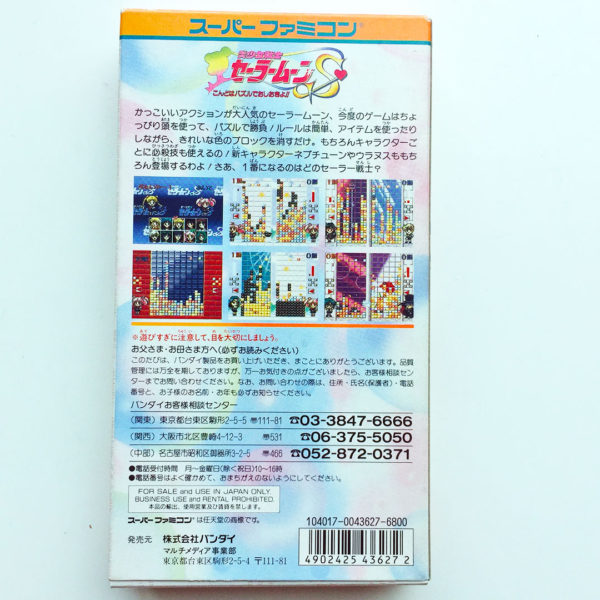 スーパーファミコン
美少女戦士
セーラームーンS
こんどはパズルでおしおきよ!!
かっこいいアクションが大人気のセーラームーン、今度のゲームはちょ
っぴり頭を使って、パズルで勝負!ルールは簡単、アイテムを使ったり
しながら、きれいな色のブロックを消すだけ。もちろんキャラクターご
とに必殺技も使えるの!新キャラクターネプチューンやウラヌスももち
ろん登場するわよ!さあ、1番になるのはどのセーラー戦士?
※遊びすぎに注意して、目を大切にしましょう。
お父さま・お母さま方へ(必ずお読みください)
このたびは、バンダイ製品をお買い上げいただき、まことにありがとうございます。品質
管理には万全を期しておりますが、万一お気付きの点がございましたら、お客様相談セン
ターまでお問い合わせください。なお、お問い合わせの際は、住所・氏名(保護者)・電話
番号と、お子様のお名前・お年も必ずお知らせください。
バンダイお客様相談センター
(関東) 東京都台東区駒形2-5-5 〠111-81 ☎03-3847-6666
(関西) 大阪市北区豊崎4-12-3 〠531 ☎06-375-5050
(中部) 名古屋市昭和区御器所3-2-5 〠466 ☎052-872-0371
●電話受付時間 月〜金曜日(除く祝日)10〜16時
●電話番号はよく確かめて、おまちがえのないようにしてください。
FOR SALE and USE IN JAPAN ONLY.
BUSINESS USE and RENTAL PROHIBITED.
本品の輸出、使用営業及び賃貸を禁じます。
スーパーファミコンは任天堂の商標です。
104017-0043627-6800
発売元 株式会社バンダイ
マルチメディア事業部
東京都台東区駒形2-5-4 〒111-81
4902425436272